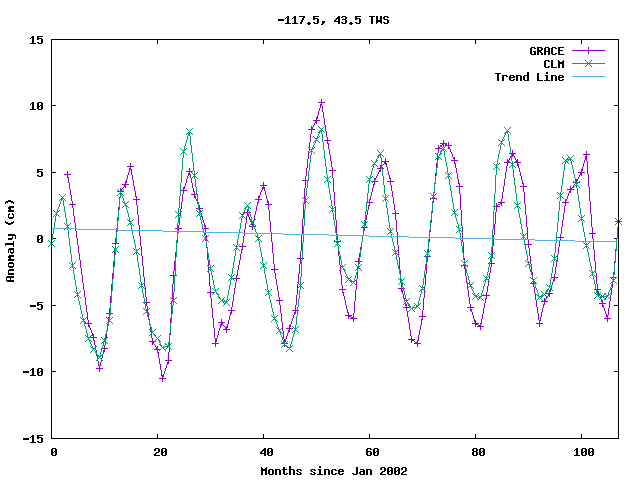 -117.5, 43.5 TWS
GRACE
CLM
Trend Line
15
10
5
0
-5
-10
-15
Anomaly (cm)
0 20 40 60 80 100
Months since Jan 2002